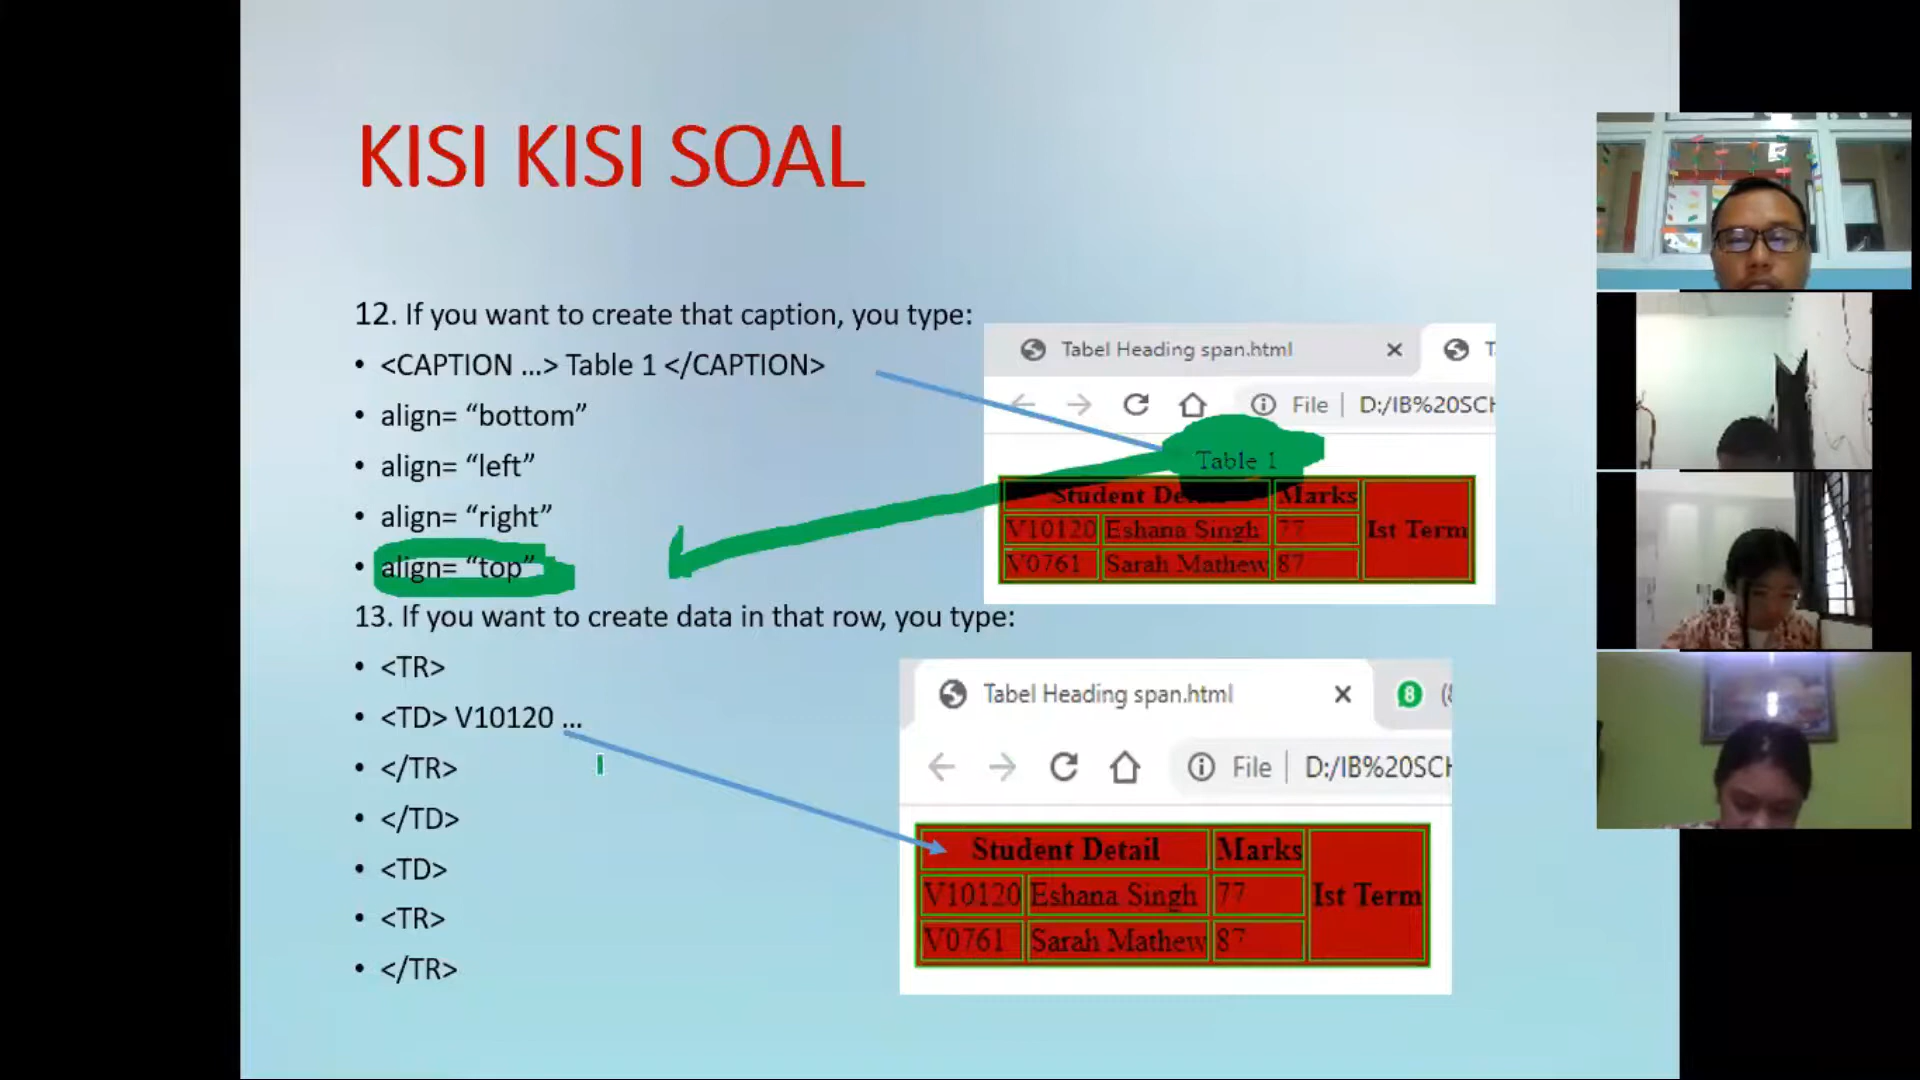 KISI KISI SOAL
12. If you want to create that caption, you type:
• <CAPTION ...> Table 1 </CAPTION>
• align= “bottom”
• align= “left”
• align= “right”
• align= “top”
Tabel Heading span.html
File D:/IB%20SCH
Table 1
Student Marks
V10120 Eshana Singh 77 Ist Term
V0761 Sarah Mathew 87
13. If you want to create data in that row, you type:
• <TR>
• <TD> V10120 ...
• </TR>
• </TD>
• <TD>
• <TR>
• </TR>
Tabel Heading span.html 8 (8
File D:/IB%20SCH
Student Detail Marks
V10120 Eshana Singh 77 Ist Term
V0761 Sarah Mathew 87